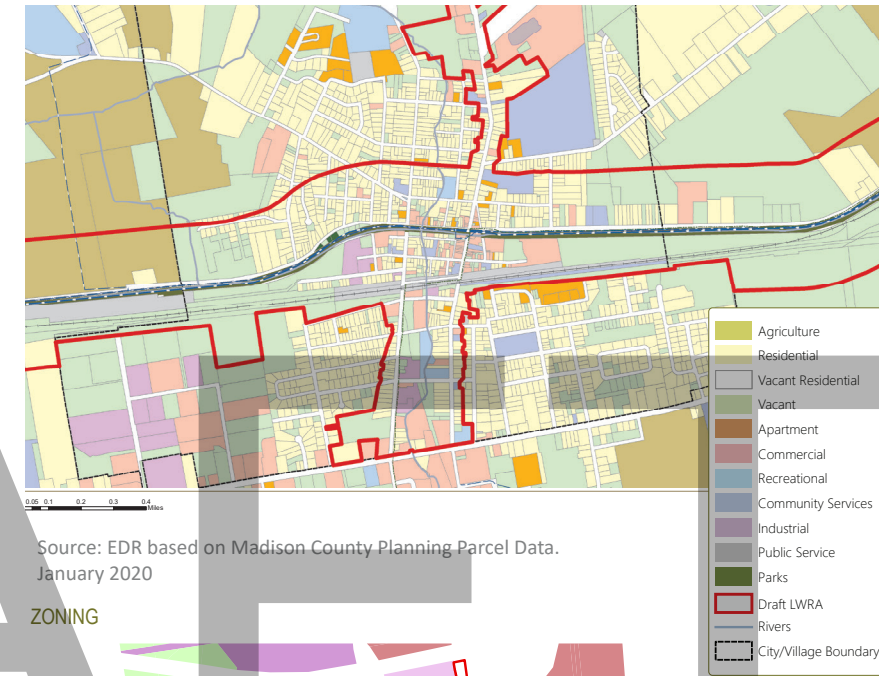 Agriculture
Residential
Vacant Residential
Vacant
Apartment
Commercial
Recreational
Community Services
Industrial
Public Service
Parks
Draft LWRA
Rivers
City/Village Boundary
0.05 0.1 0.2 0.3 0.4
Miles
Source: EDR based on Madison County Planning Parcel Data.
January 2020
ZONING